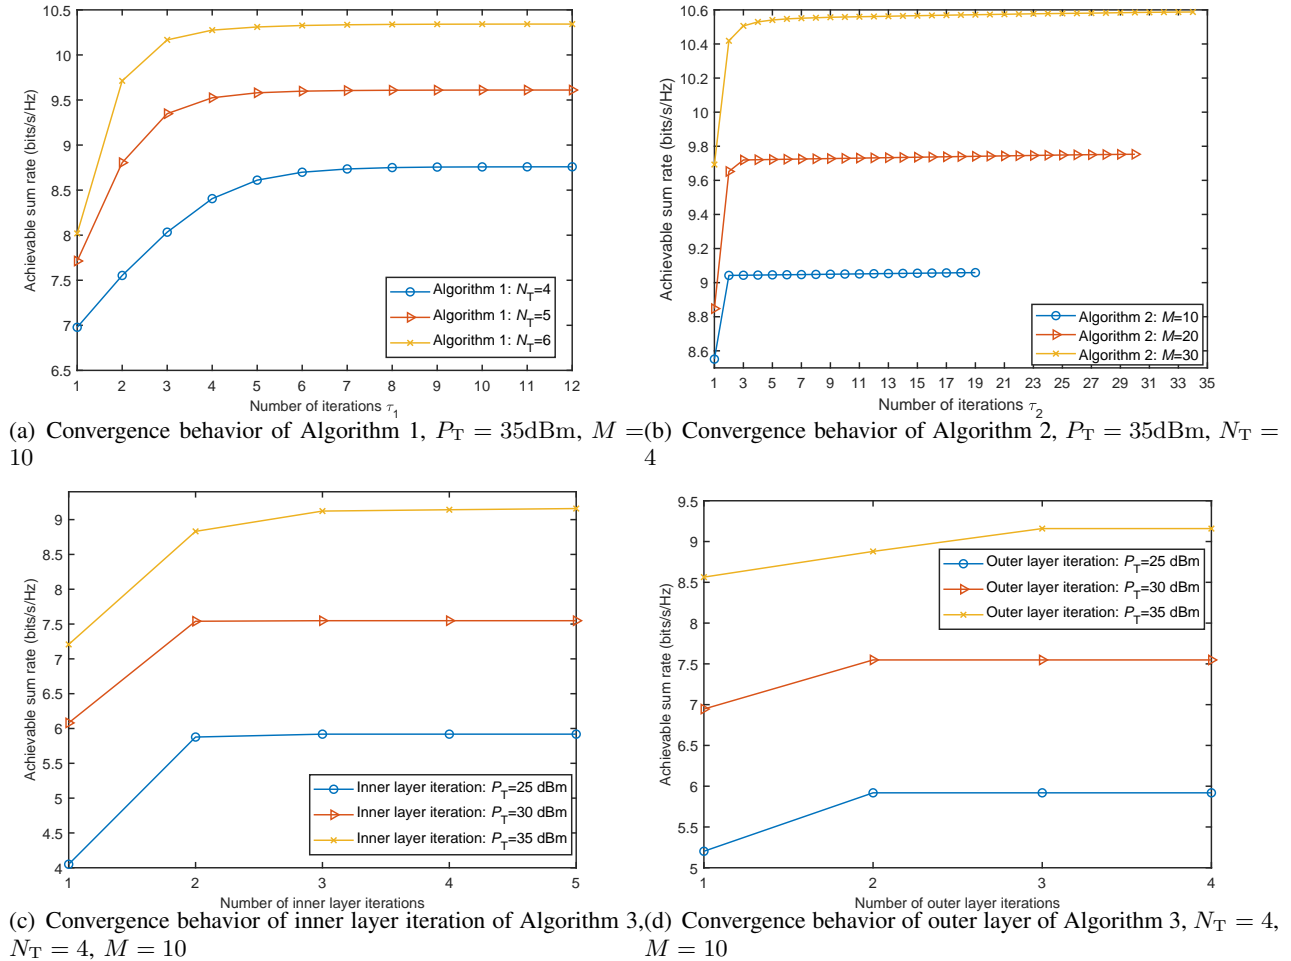 10.5
10
9.5
9
8.5
8
7.5
7
6.5
Achievable sum rate (bits/s/Hz)
1 2 3 4 5 6 7 8 9 10 11 12
Number of iterations τ1
Algorithm 1: NT=4
Algorithm 1: NT=5
Algorithm 1: NT=6
(a) Convergence behavior of Algorithm 1, PT = 35dBm, M =
10
10.6
10.4
10.6
10.2
10
9.8
9.6
9.4
9.2
9.0
8.8
8.6
Achievable sum rate (bits/s/Hz)
1 3 5 7 9 11 13 15 17 19 21 23 25 27 29 31 33 35
Number of iterations τ2
Algorithm 2: M=10
Algorithm 2: M=20
Algorithm 2: M=30
(b) Convergence behavior of Algorithm 2, PT = 35dBm, NT =
4
9
8.5
8
7.5
7
6.5
6
5.5
5
4.5
4
Achievable sum rate (bits/s/Hz)
1 2 3 4 5
Number of inner layer iterations
Inner layer iteration: PT=25 dBm
Inner layer iteration: PT=30 dBm
Inner layer iteration: PT=35 dBm
(c) Convergence behavior of inner layer iteration of Algorithm 3,
NT = 4, M = 10
9.5
9
8.5
8
7.5
7
6.5
6
5.5
5
Achievable sum rate (bits/s/Hz)
1 2 3 4
Number of outer layer iterations
Outer layer iteration: PT=25 dBm
Outer layer iteration: PT=30 dBm
Outer layer iteration: PT=35 dBm
(d) Convergence behavior of outer layer of Algorithm 3, NT = 4,
M = 10